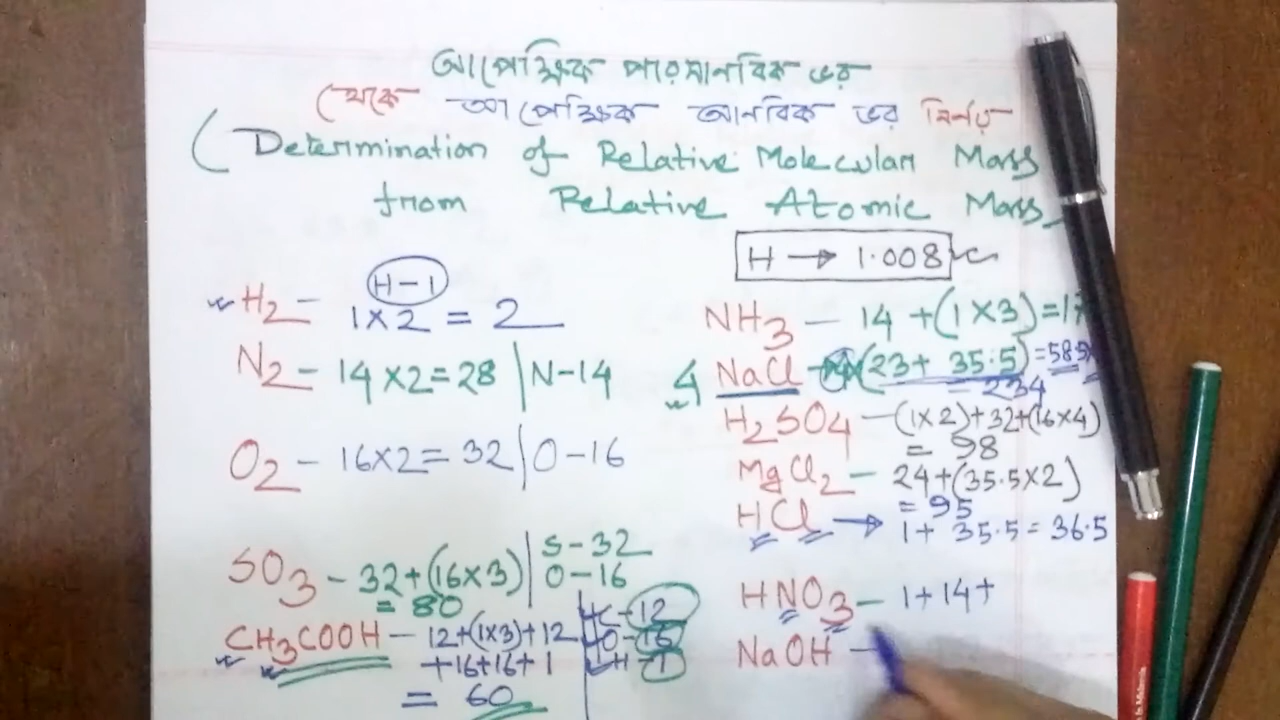 আপেক্ষিক পারমানবিক ভর
থেকে আপেক্ষিক আনবিক ভর নির্নয়
(Determination of Relative Molecular Mass
from Relative Atomic Mass
H → 1.008
H-1
H2 - 1×2 = 2
N2 - 14×2=28 | N-14
O2 - 16×2= 32 | O-16
SO3 - 32+(16×3) | S-32
= 80 | O-16
CH3COOH - 12+(1×3)+12 | C-12
+16+16+1 | O-16
H-1
= 60
NH3 - 14 +(1×3)=17
4 NaCl - (23+ 35.5) =58.5×
= 234
H2SO4 - (1×2)+32+(16×4)
= 98
MgCl2 - 24+(35.5×2)
= 95
HCl → 1+ 35.5= 36.5
HNO3 - 1+14+
NaOH -